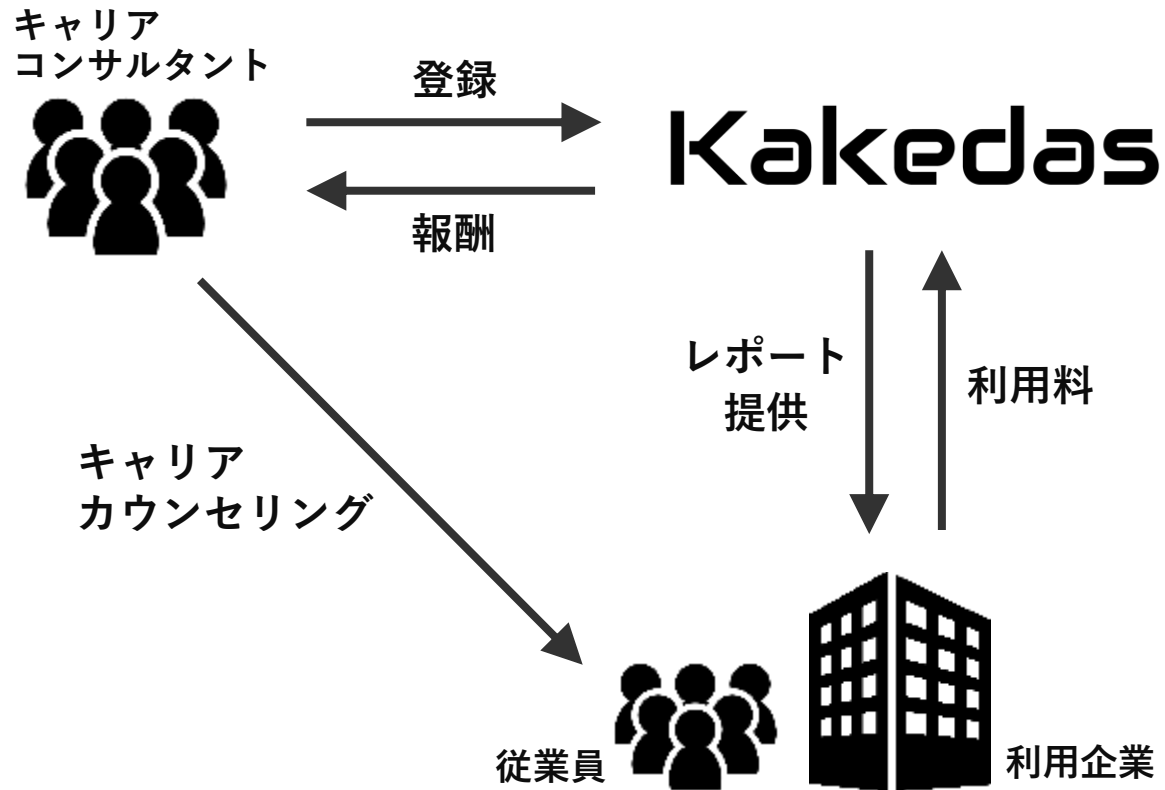 キャリア
コンサルタント
登録
Kakedas
報酬
レポート
提供
利用料
キャリア
カウンセリング
従業員
利用企業